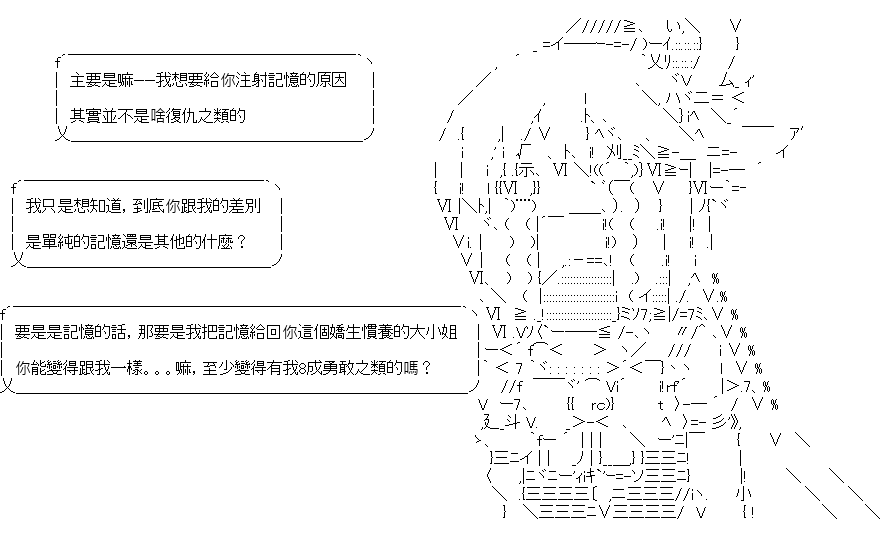 主要是嘛——我想要給你注射記憶的原因
其實並不是啥復仇之類的
我只是想知道，到底你跟我的差別
是單純的記憶還是其他的什麼？
要是是記憶的話，那要是我把記憶給回你這個嬌生慣養的大小姐
你能變得跟我一樣。。。嘛，至少變得有我8成勇敢之類的嗎？